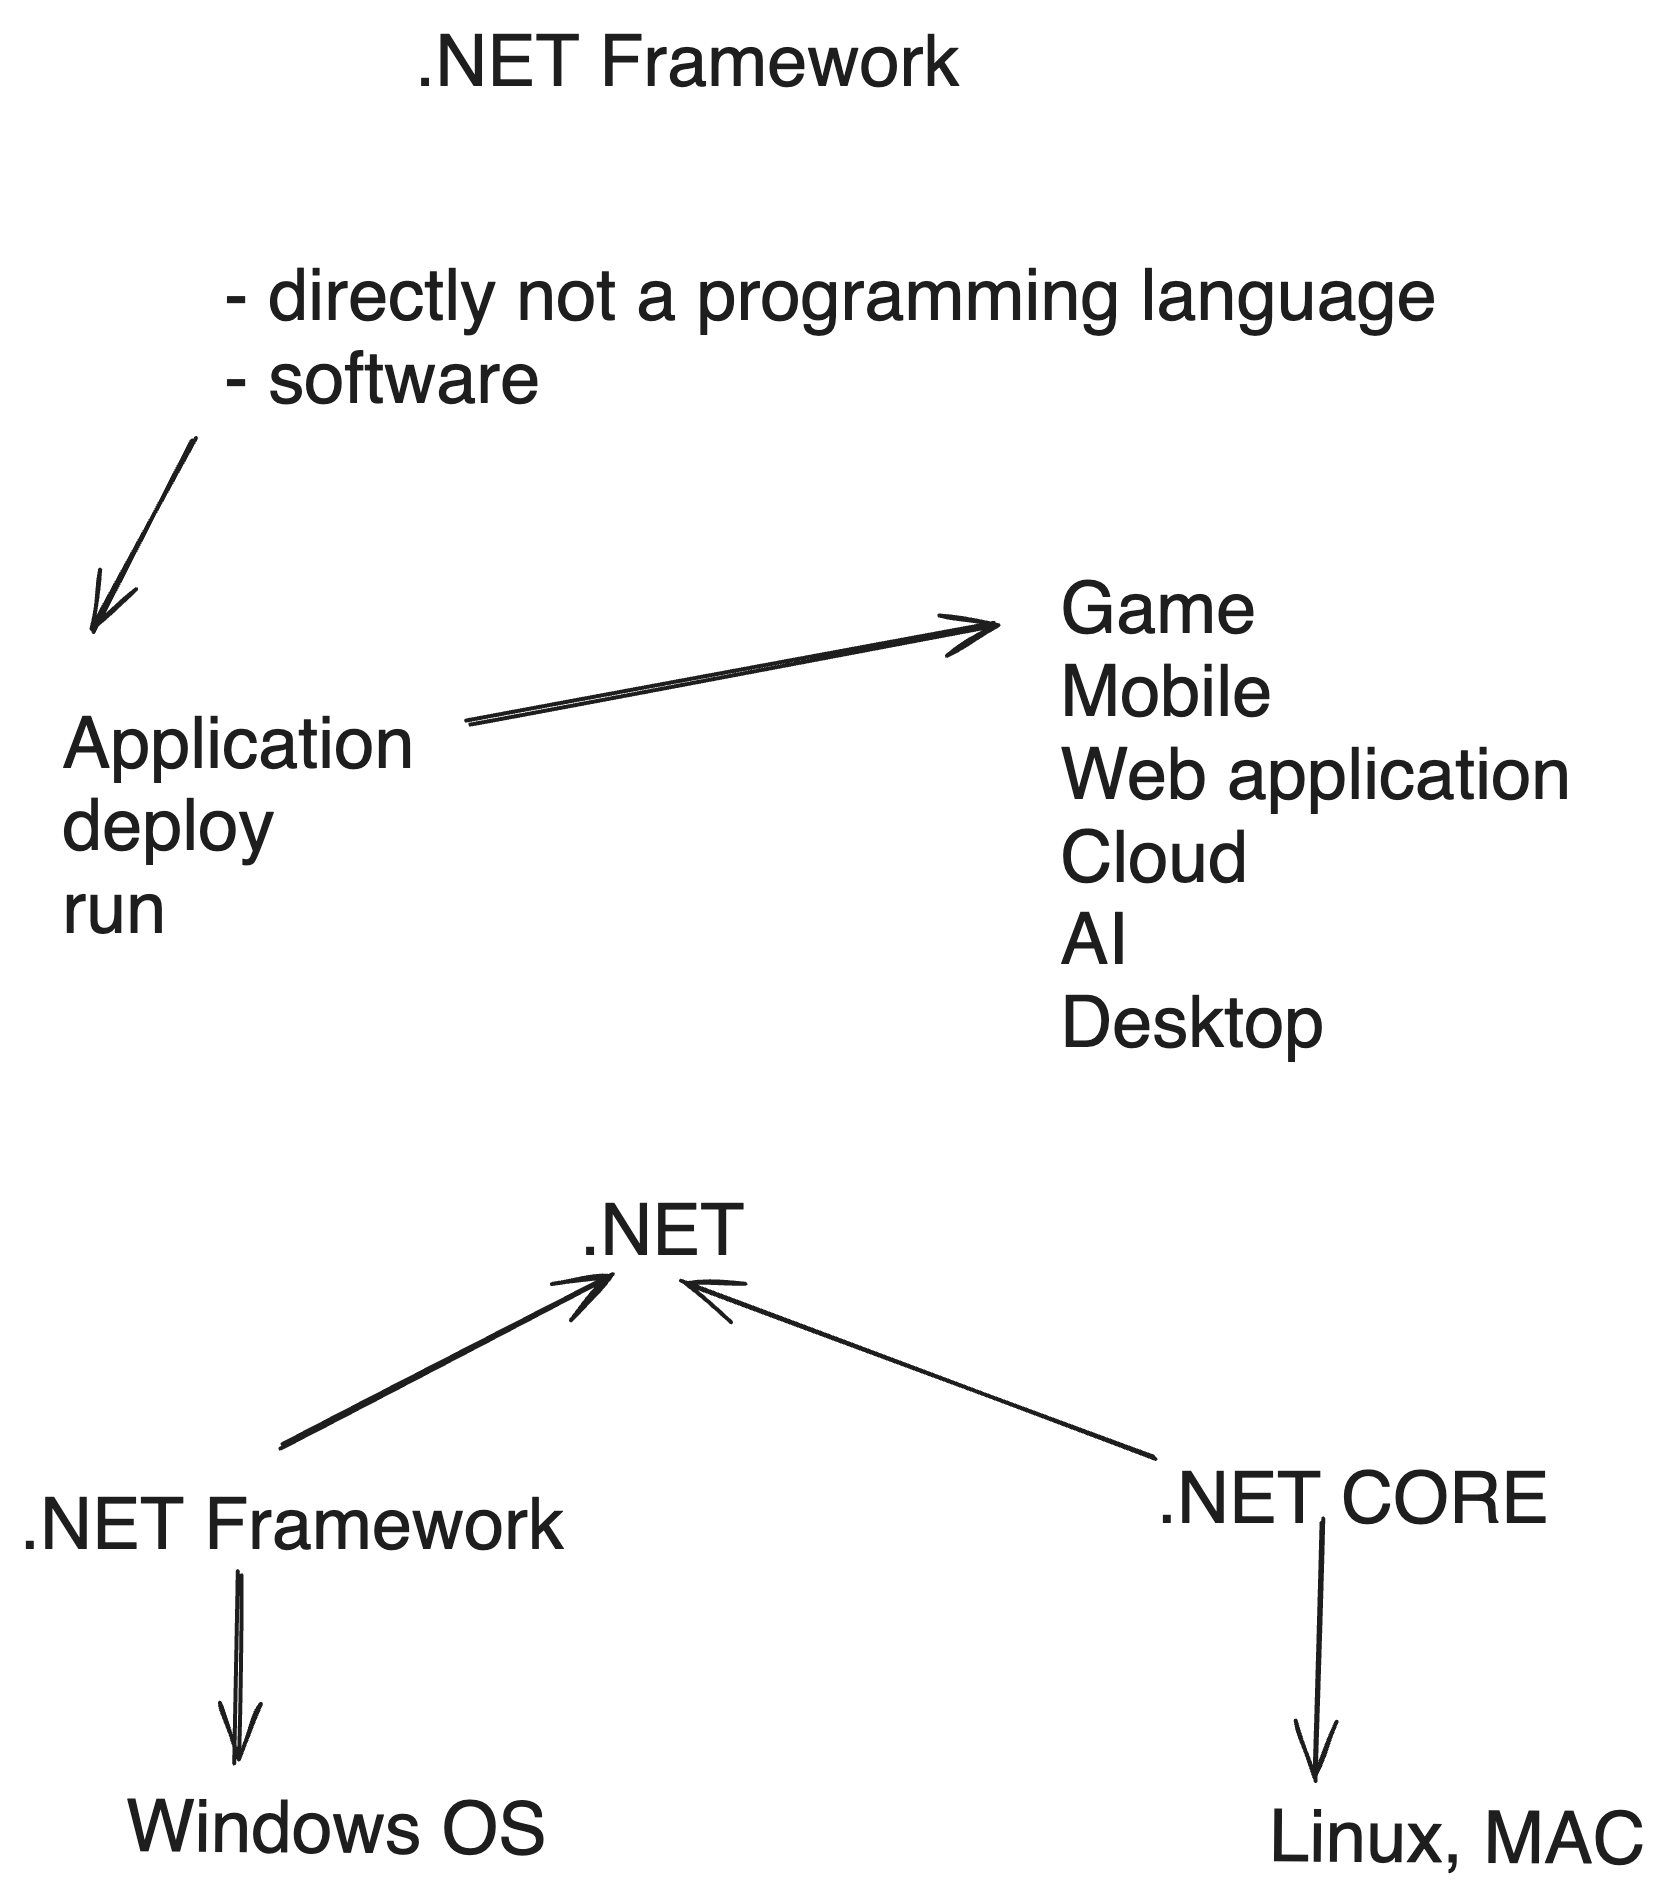 .NET Framework
- directly not a programming language
- software
Application
deploy
run
Game
Mobile
Web application
Cloud
AI
Desktop
.NET
.NET Framework
.NET CORE
Windows OS
Linux, MAC